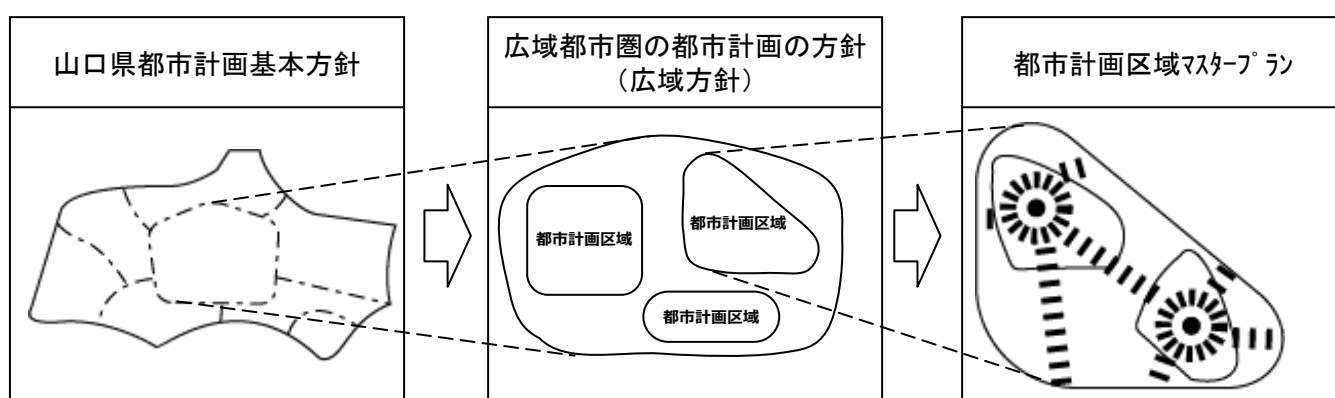 山口県都市計画基本方針
広域都市圏の都市計画の方針
（広域方針）
都市計画区域ﾏｽﾀｰﾌﾟﾗﾝ
都市計画区域
都市計画区域
都市計画区域